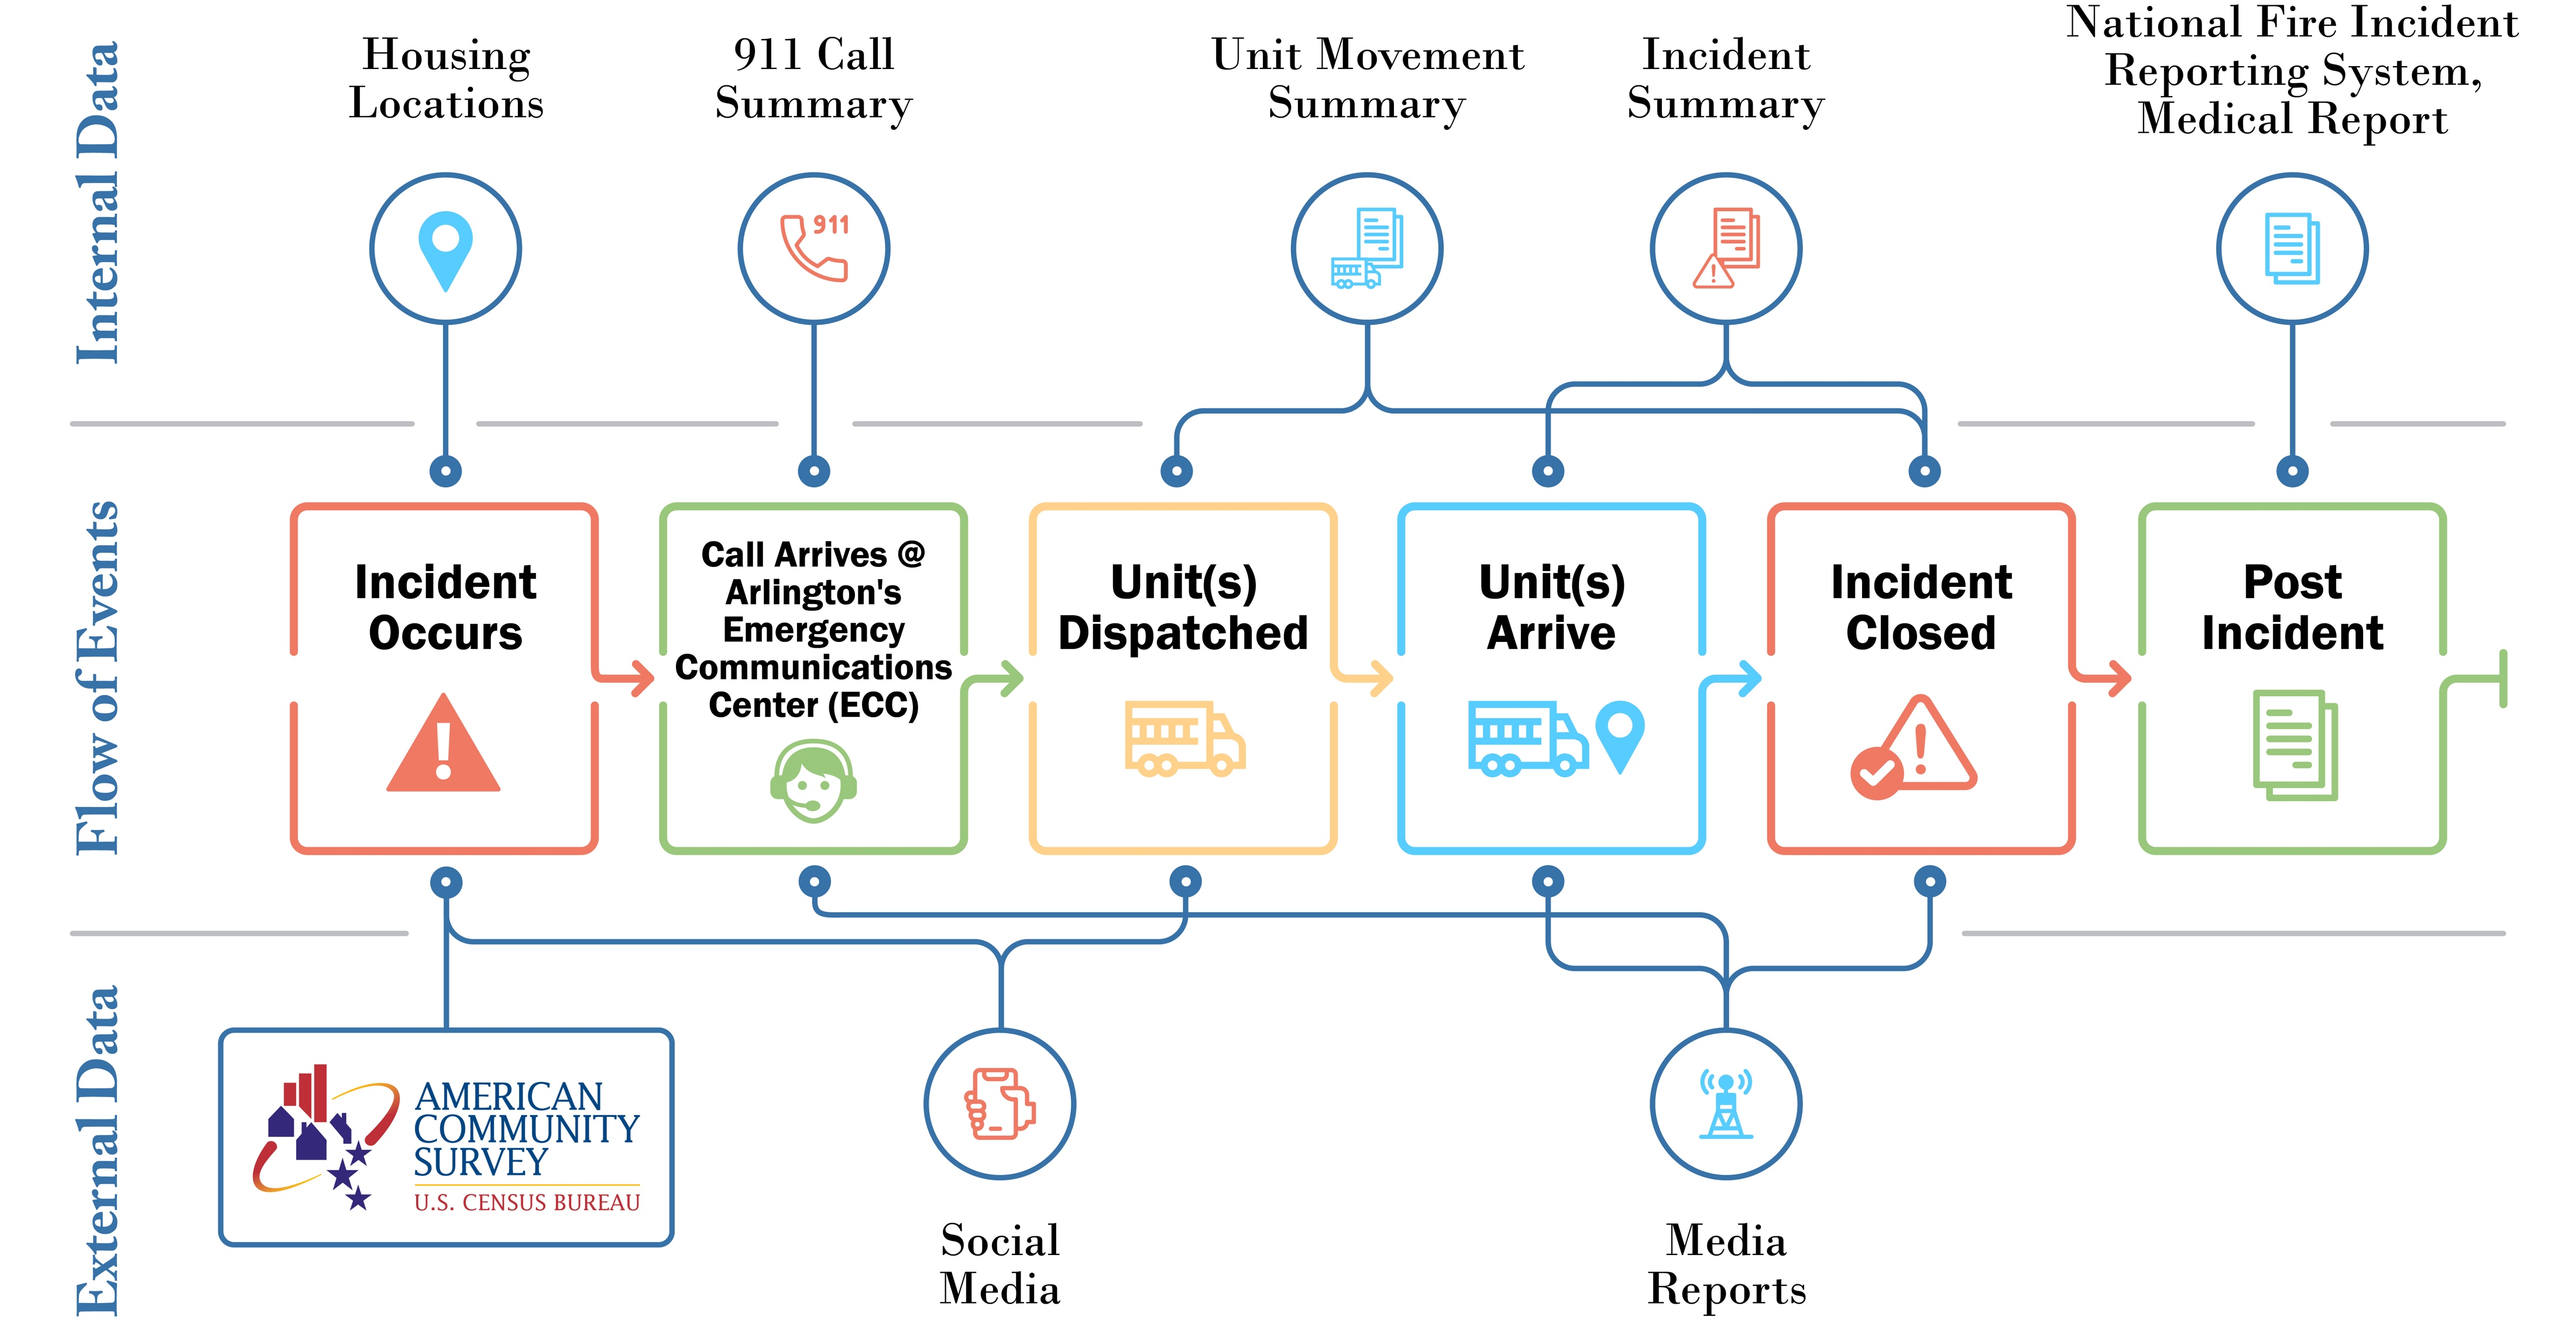 Internal Data
Housing
Locations
911 Call
Summary
Unit Movement
Summary
Incident
Summary
National Fire Incident
Reporting System,
Medical Report
911
Flow of Events
Incident
Occurs
Call Arrives @
Arlington's
Emergency
Communications
Center (ECC)
Unit(s)
Dispatched
Unit(s)
Arrive
Incident
Closed
Post
Incident
External Data
AMERICAN
COMMUNITY
SURVEY
U.S. CENSUS BUREAU
Social
Media
Media
Reports